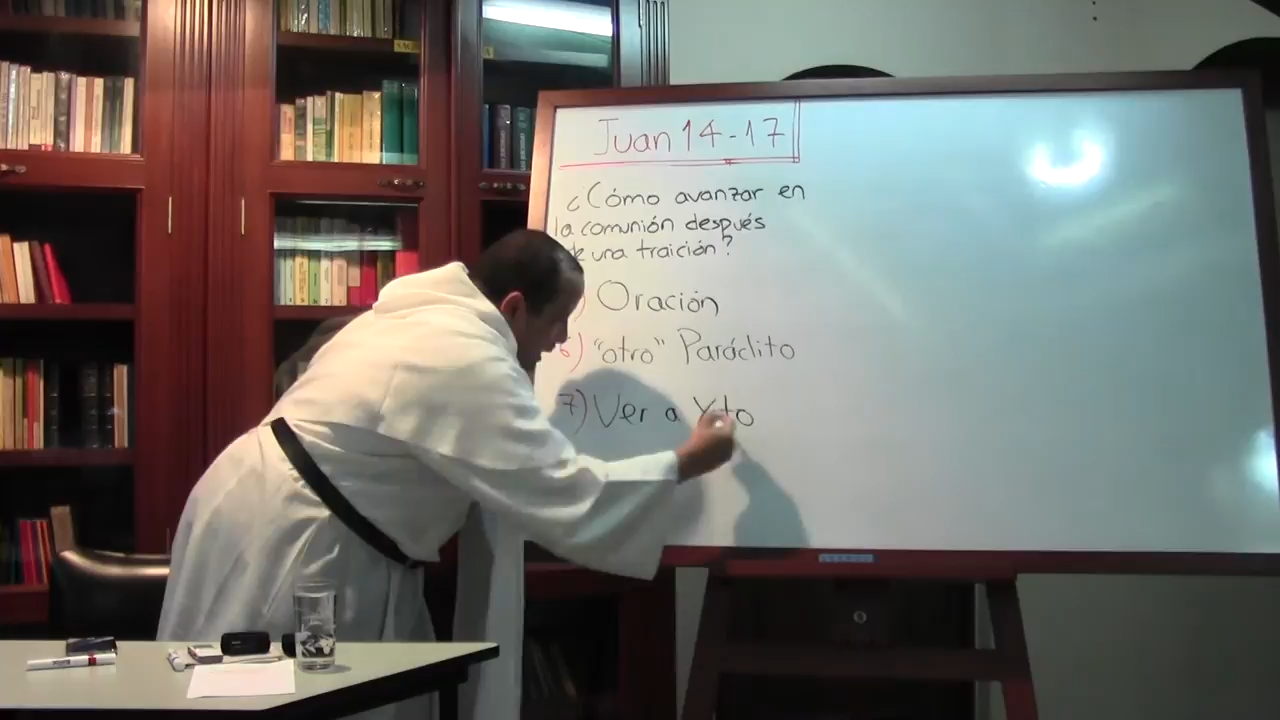 Juan 14-17
¿Cómo avanzar en
la comunión después
de una traición?
) Oración
6) "otro" Paráclito
7) Ver a Xto